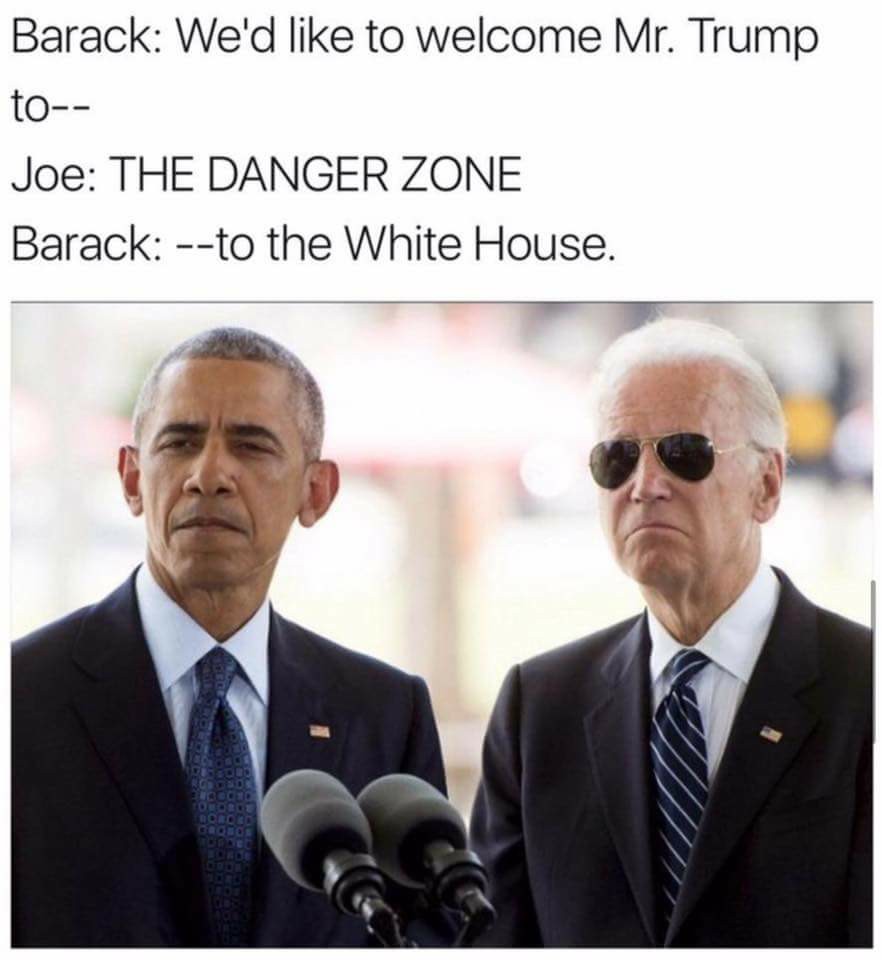 Barack: We'd like to welcome Mr. Trump
to--
Joe: THE DANGER ZONE
Barack: --to the White House.